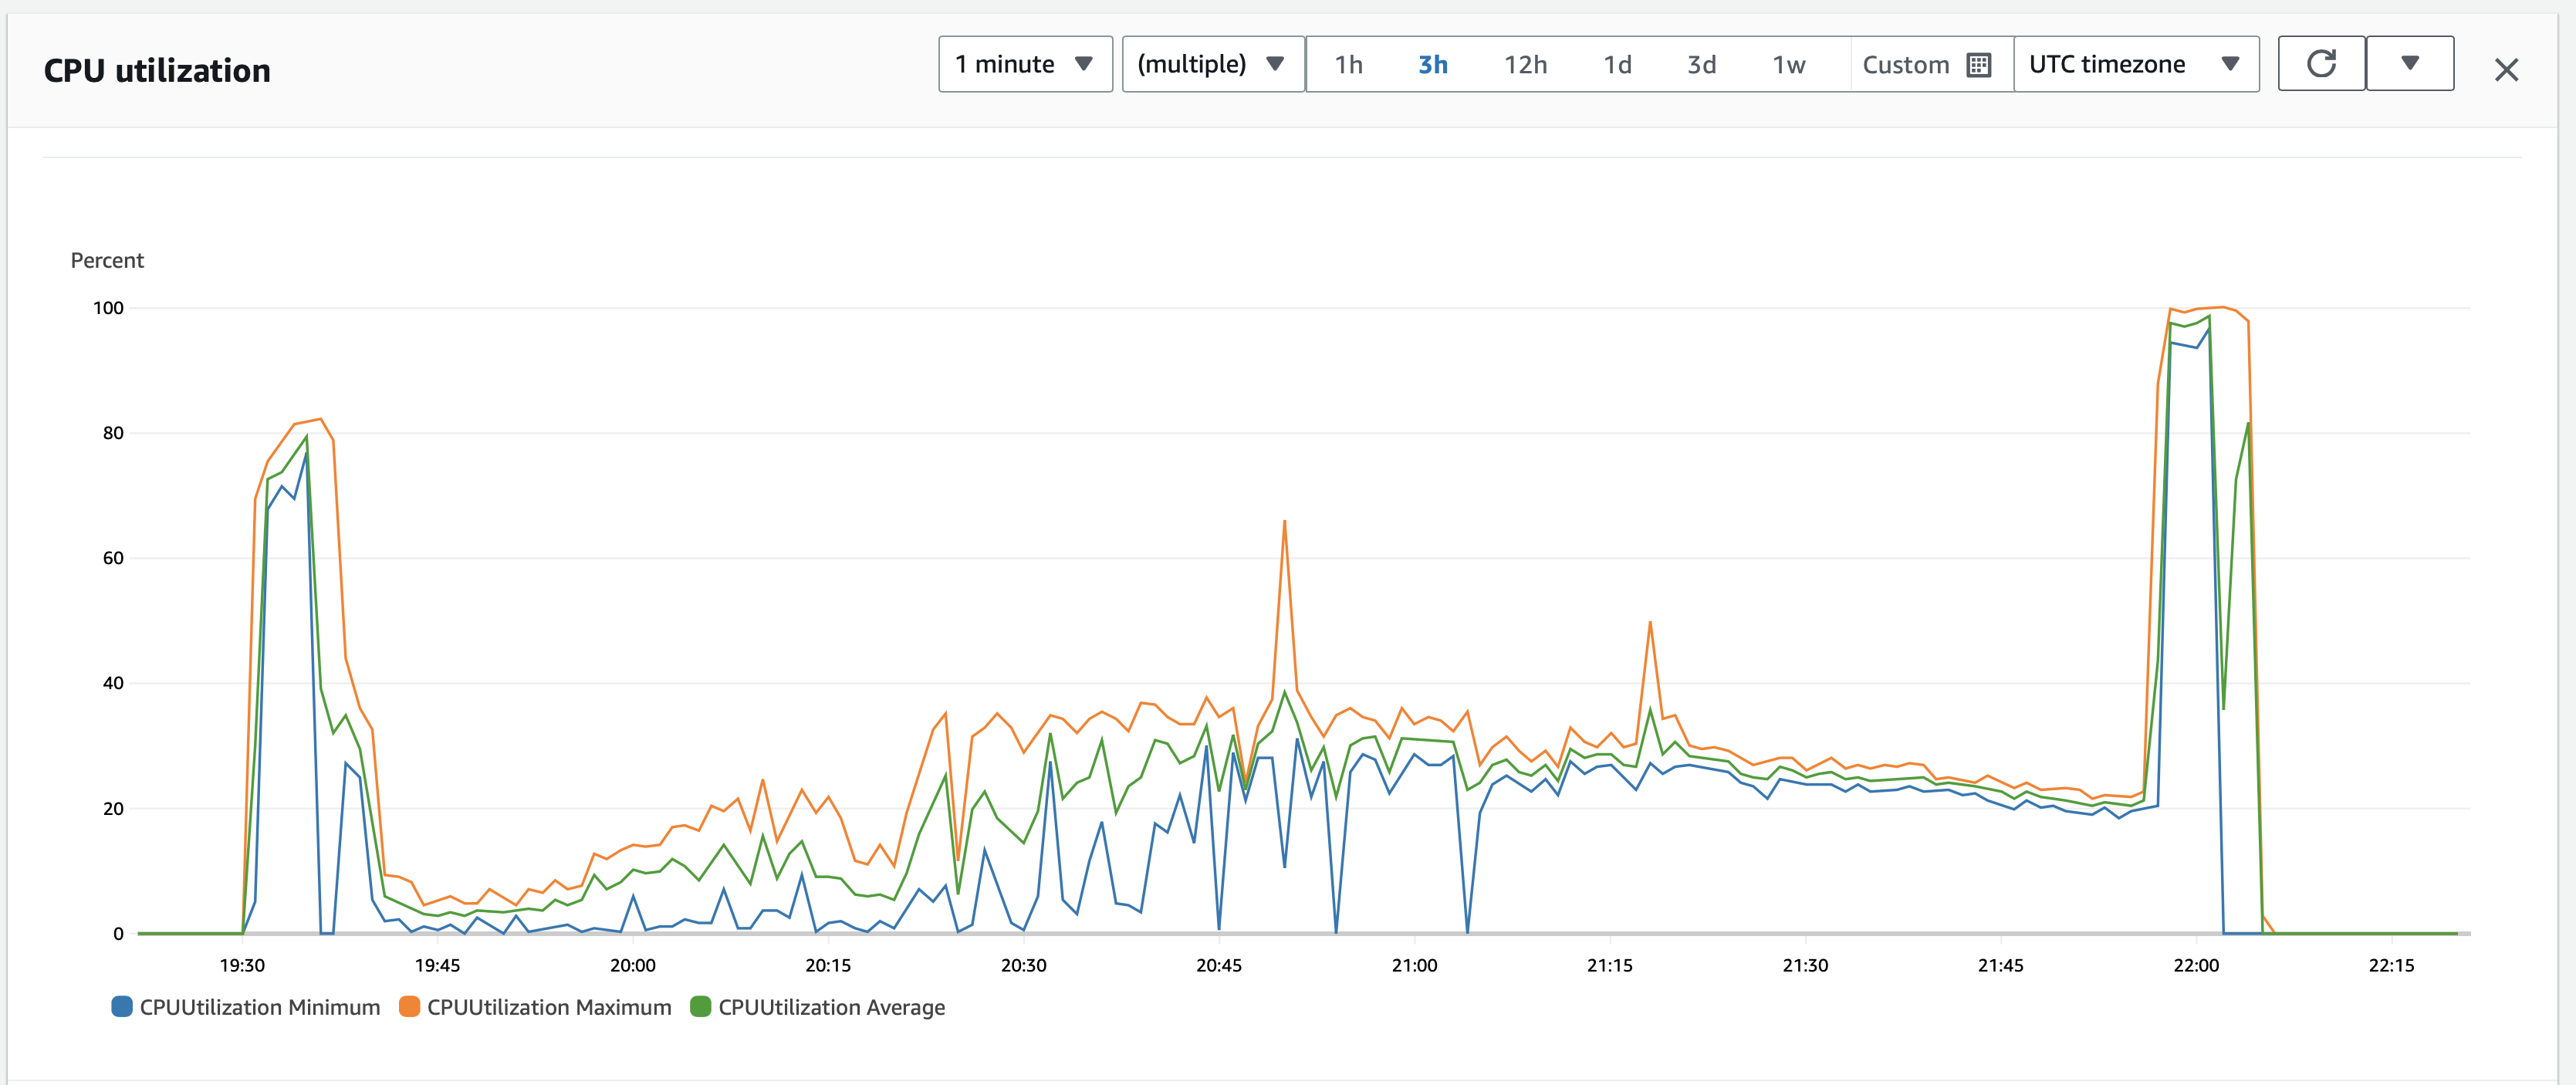 CPU utilization
1 minute (multiple) 1h 3h 12h 1d 3d 1w Custom UTC timezone
Percent
100
80
60
40
20
0
19:30 19:45 20:00 20:15 20:30 20:45 21:00 21:15 21:30 21:45 22:00 22:15
CPUUtilization Minimum CPUUtilization Maximum CPUUtilization Average